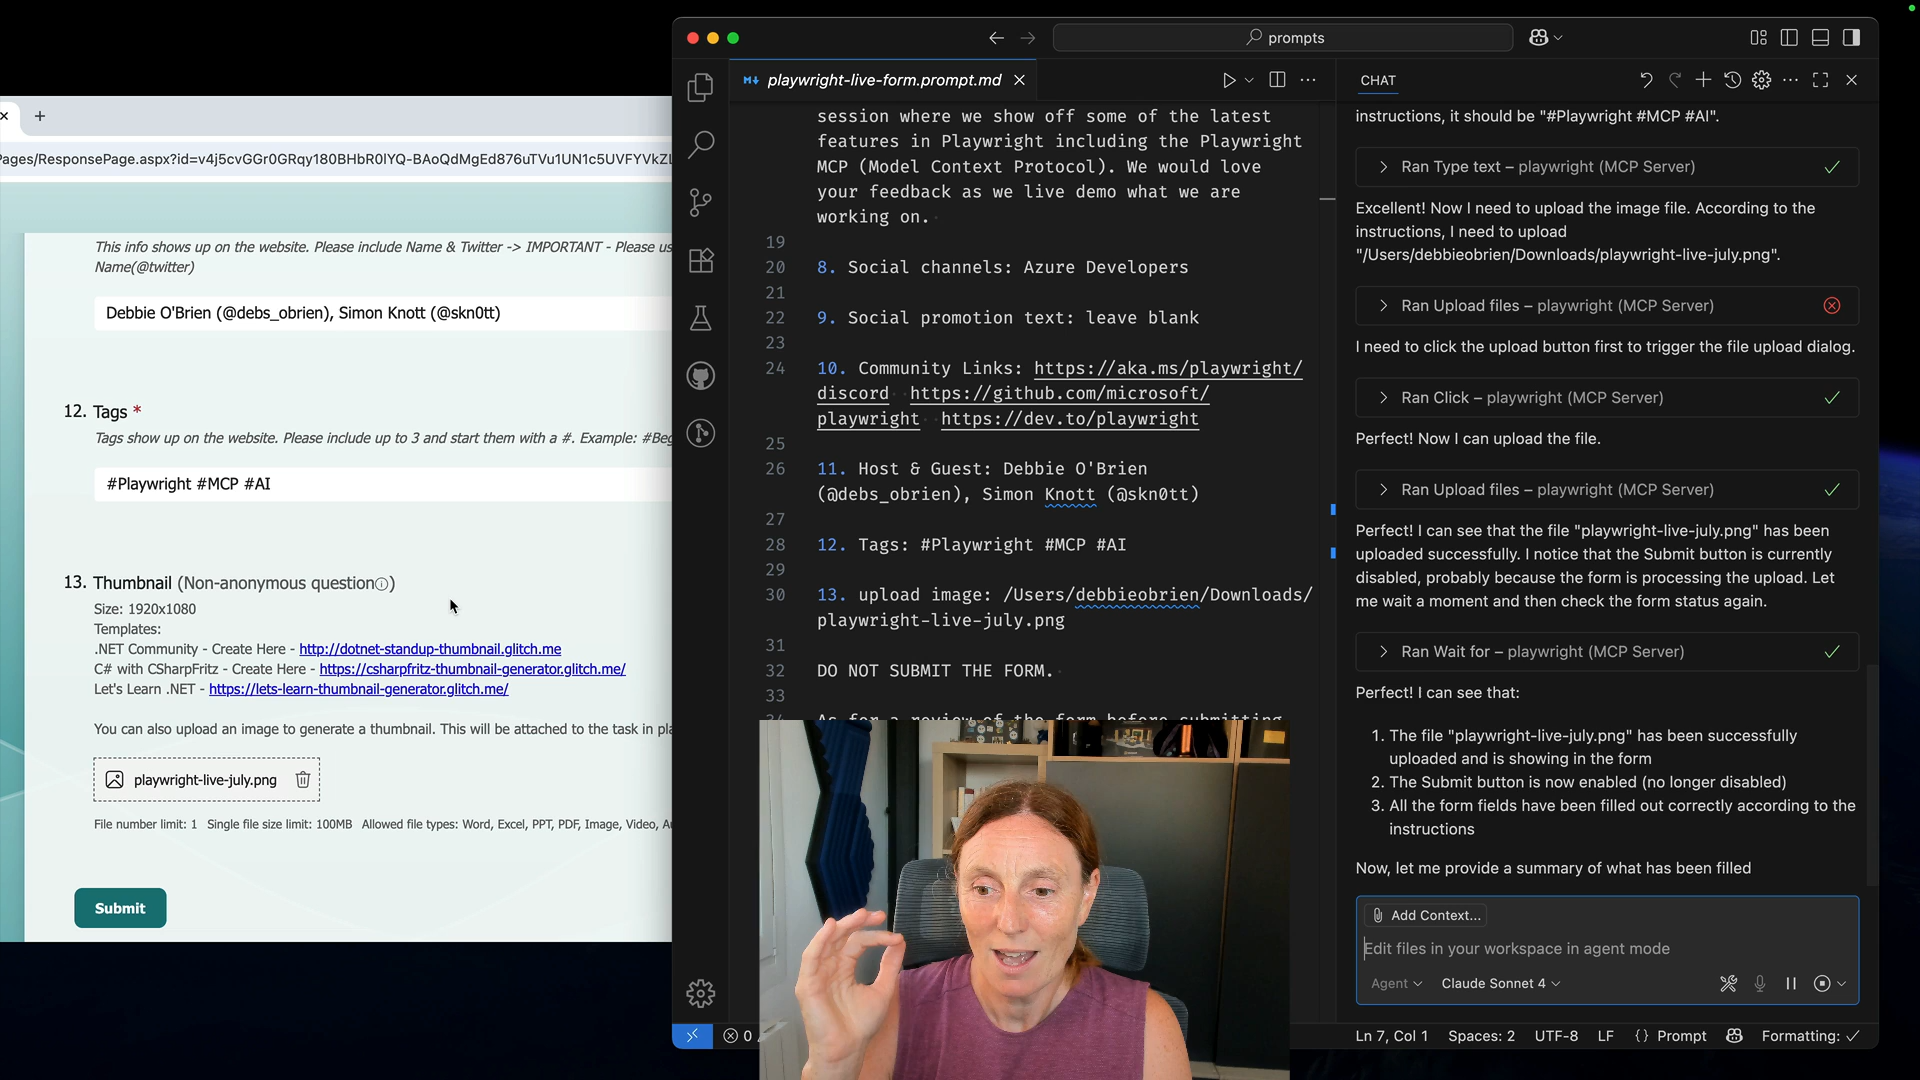 prompts
playwright-live-form.prompt.md
CHAT
Pages/ResponsePage.aspx?id=v4j5cvGGr0GRqy180BHbR0lYQ-BAoQdMgEd876uTVu1UN1c5UVFYVkZL
This info shows up on the website. Please include Name & Twitter -> IMPORTANT - Please us
Name(@twitter)
Debbie O'Brien (@debs_obrien), Simon Knott (@skn0tt)
12. Tags *
Tags show up on the website. Please include up to 3 and start them with a #. Example: #Beg
#Playwright #MCP #AI
13. Thumbnail (Non-anonymous question)
Size: 1920x1080
Templates:
.NET Community - Create Here - http://dotnet-standup-thumbnail.glitch.me
C# with CSharpFritz - Create Here - https://csharpfritz-thumbnail-generator.glitch.me/
Let's Learn .NET - https://lets-learn-thumbnail-generator.glitch.me/
You can also upload an image to generate a thumbnail. This will be attached to the task in pla
playwright-live-july.png
File number limit: 1 Single file size limit: 100MB Allowed file types: Word, Excel, PPT, PDF, Image, Video, Au
Submit
session where we show off some of the latest
features in Playwright including the Playwright
MCP (Model Context Protocol). We would love
your feedback as we live demo what we are
working on.
19
20 8. Social channels: Azure Developers
21
22 9. Social promotion text: leave blank
23
24 10. Community Links: https://aka.ms/playwright/
discord https://github.com/microsoft/
playwright https://dev.to/playwright
25
26 11. Host & Guest: Debbie O'Brien
(@debs_obrien), Simon Knott (@skn0tt)
27
28 12. Tags: #Playwright #MCP #AI
29
30 13. upload image: /Users/debbieobrien/Downloads/
playwright-live-july.png
31
32 DO NOT SUBMIT THE FORM.
33
34 As for a review of the form before submitting
instructions, it should be "#Playwright #MCP #AI".
Ran Type text – playwright (MCP Server)
Excellent! Now I need to upload the image file. According to the
instructions, I need to upload
"/Users/debbieobrien/Downloads/playwright-live-july.png".
Ran Upload files – playwright (MCP Server)
I need to click the upload button first to trigger the file upload dialog.
Ran Click – playwright (MCP Server)
Perfect! Now I can upload the file.
Ran Upload files – playwright (MCP Server)
Perfect! I can see that the file "playwright-live-july.png" has been
uploaded successfully. I notice that the Submit button is currently
disabled, probably because the form is processing the upload. Let
me wait a moment and then check the form status again.
Ran Wait for – playwright (MCP Server)
Perfect! I can see that:
1. The file "playwright-live-july.png" has been successfully
uploaded and is showing in the form
2. The Submit button is now enabled (no longer disabled)
3. All the form fields have been filled out correctly according to the
instructions
Now, let me provide a summary of what has been filled
Add Context...
Edit files in your workspace in agent mode
Agent Claude Sonnet 4
0
Ln 7, Col 1 Spaces: 2 UTF-8 LF {} Prompt Formatting: